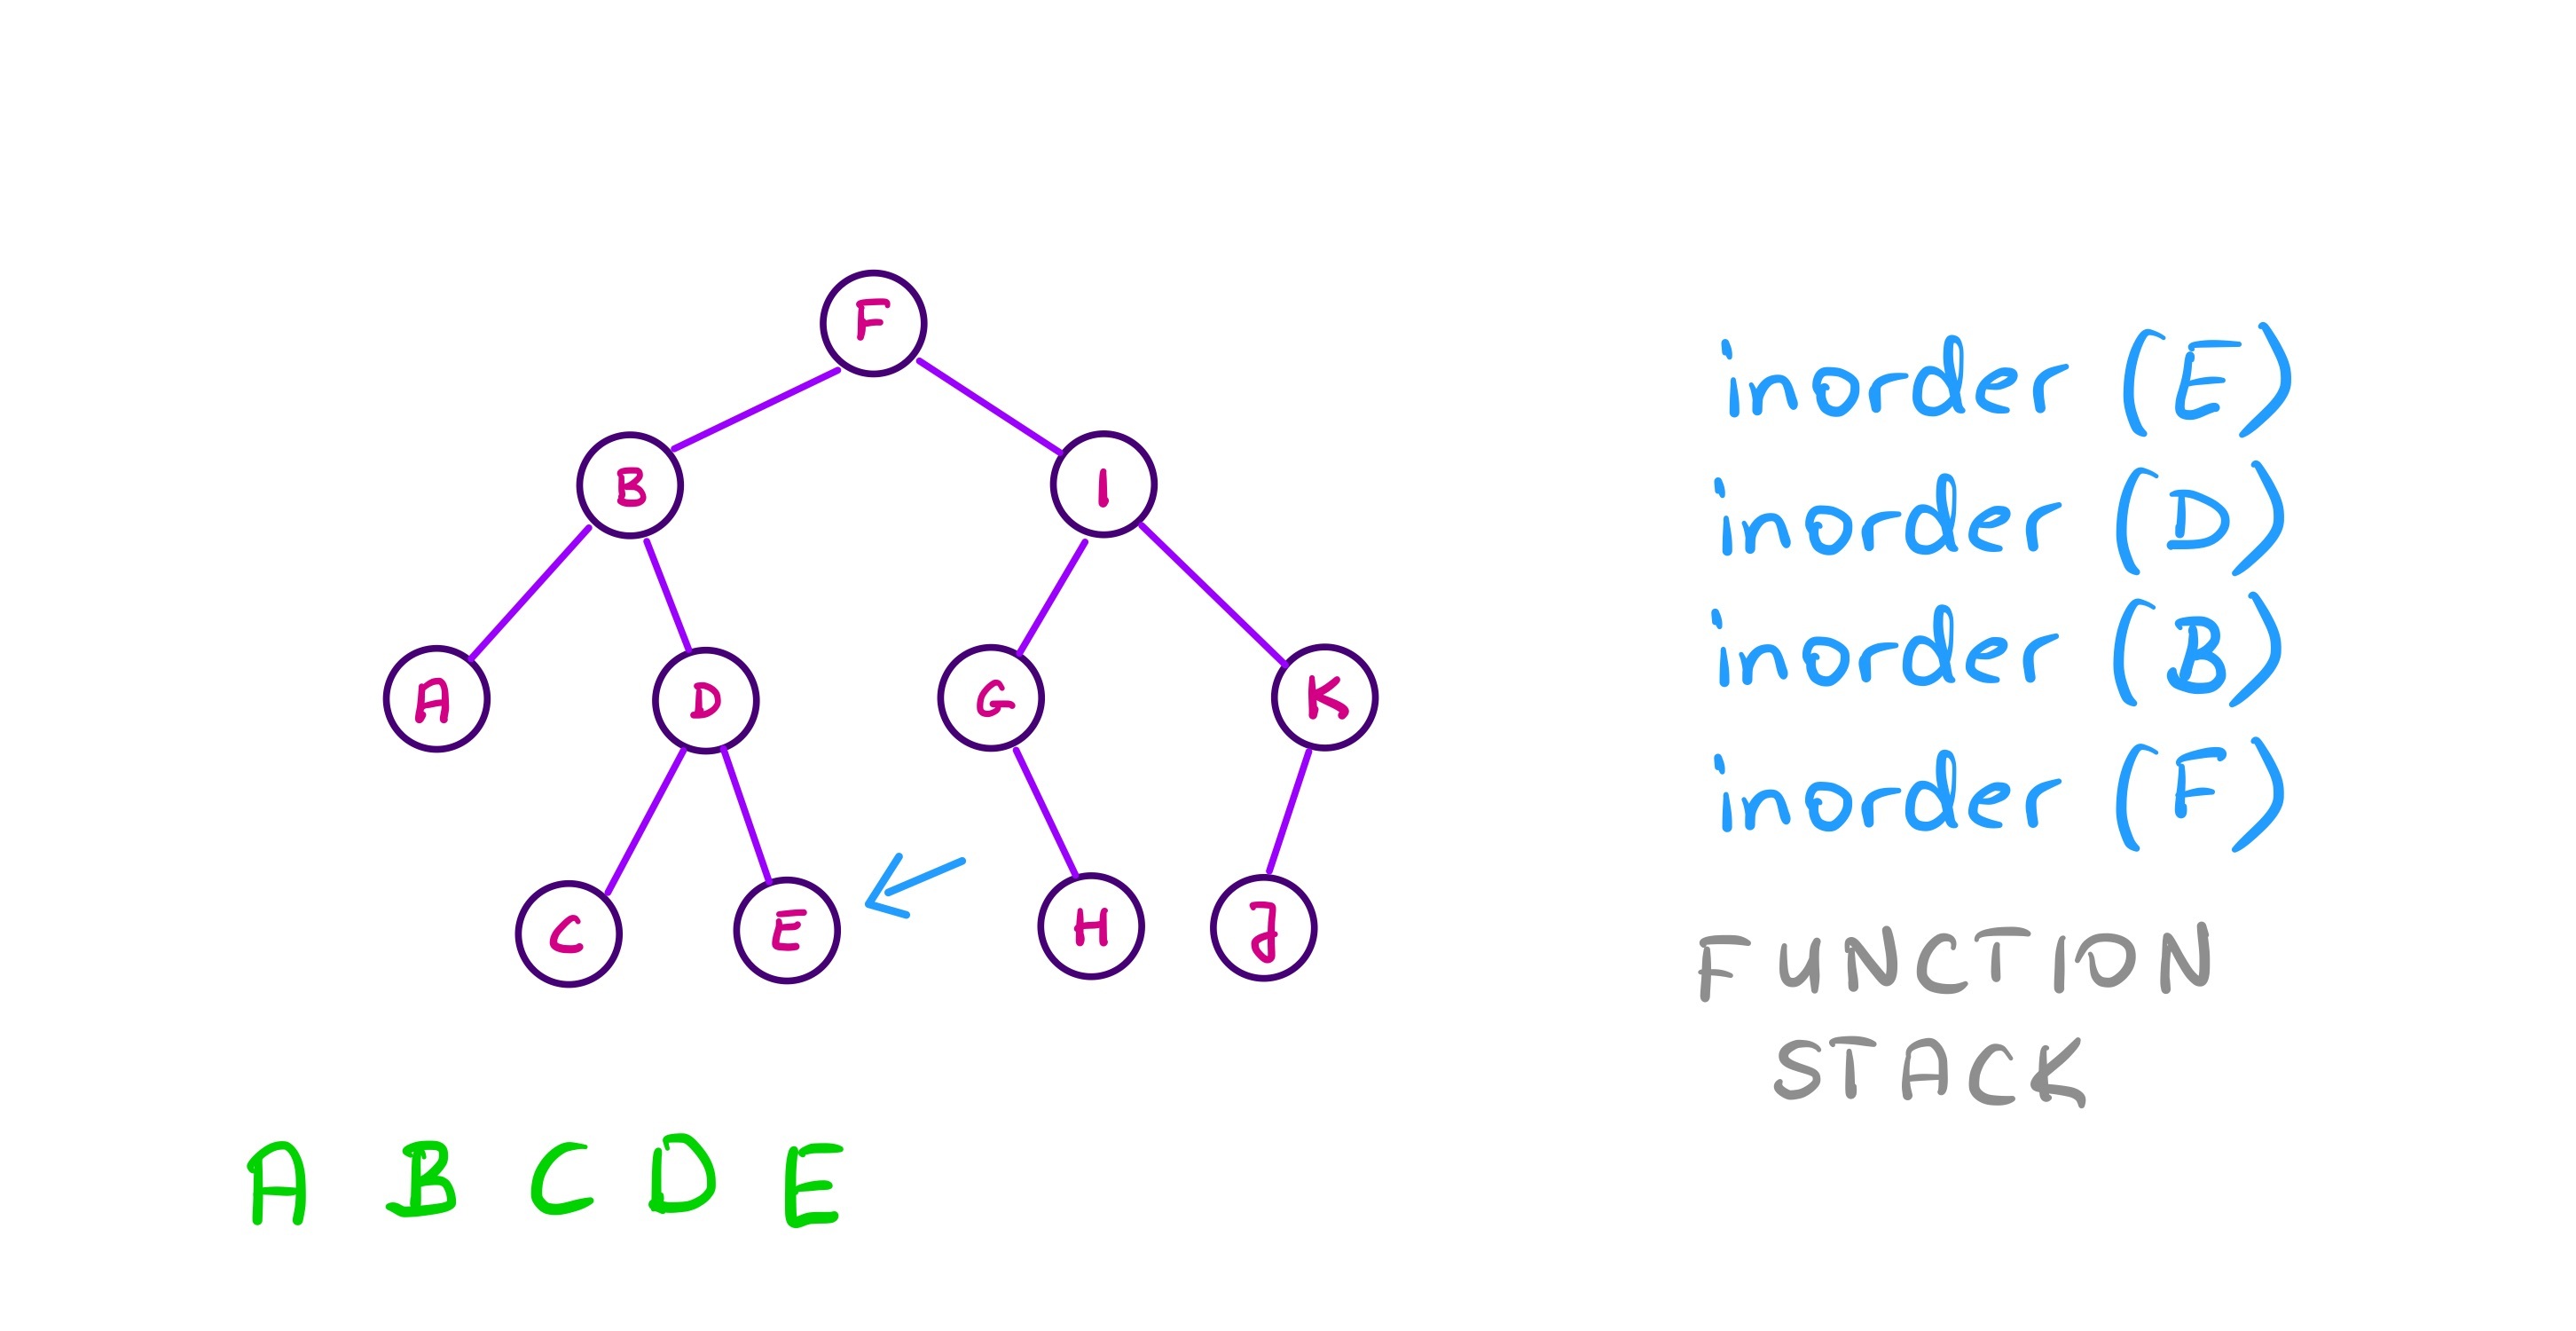 F
B I
A D G K
C E H J
inorder (E)
inorder (D)
inorder (B)
inorder (F)
FUNCTION
STACK
A B C D E